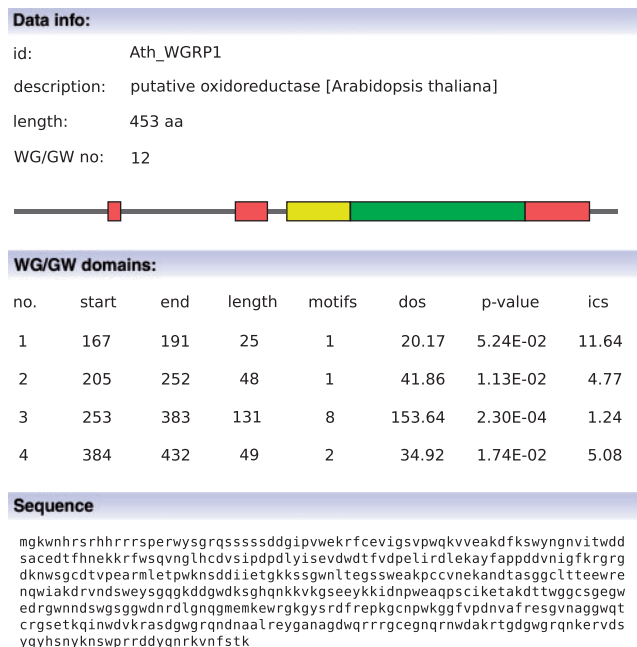 Data info:
id: Ath_WGRP1
description: putative oxidoreductase [Arabidopsis thaliana]
length: 453 aa
WG/GW no: 12
WG/GW domains:
no. start end length motifs dos p-value ics
1 167 191 25 1 20.17 5.24E-02 11.64
2 205 252 48 1 41.86 1.13E-02 4.77
3 253 383 131 8 153.64 2.30E-04 1.24
4 384 432 49 2 34.92 1.74E-02 5.08
Sequence
mgkwnhrsrhhrrrsperwysgrqsssssddgipvwekrfcevigsvpwqkvveakdfkswyngnvitwdd
sacedtfhnekkrfwsqvnglhcdvsipdpdlyisevdwdtfvdpelirdlekayfappddvnigfkrgrg
dknwsgcdtvpearmletpwknsddiietgkkssgwnltegssweakpccvnekandtasggcltteewre
nqwiakdrvndsweysgqgkddgwdksghqnkkvkgseeykkidnpweaqpsciketakdttwggcsgegw
edrgwnndswgsggwdnrdlgnqgmemkewrgkgysrdfrepkgcnpwkggfvpdnvafresgvnaggwqt
crgsetkqinwdvkrasdgwgrqndnaalreyganagdwqrrrgcegnqrnwdakrtgdgwgrqnkervds
yqyhsnyknswprrddyqnrkvnfstk